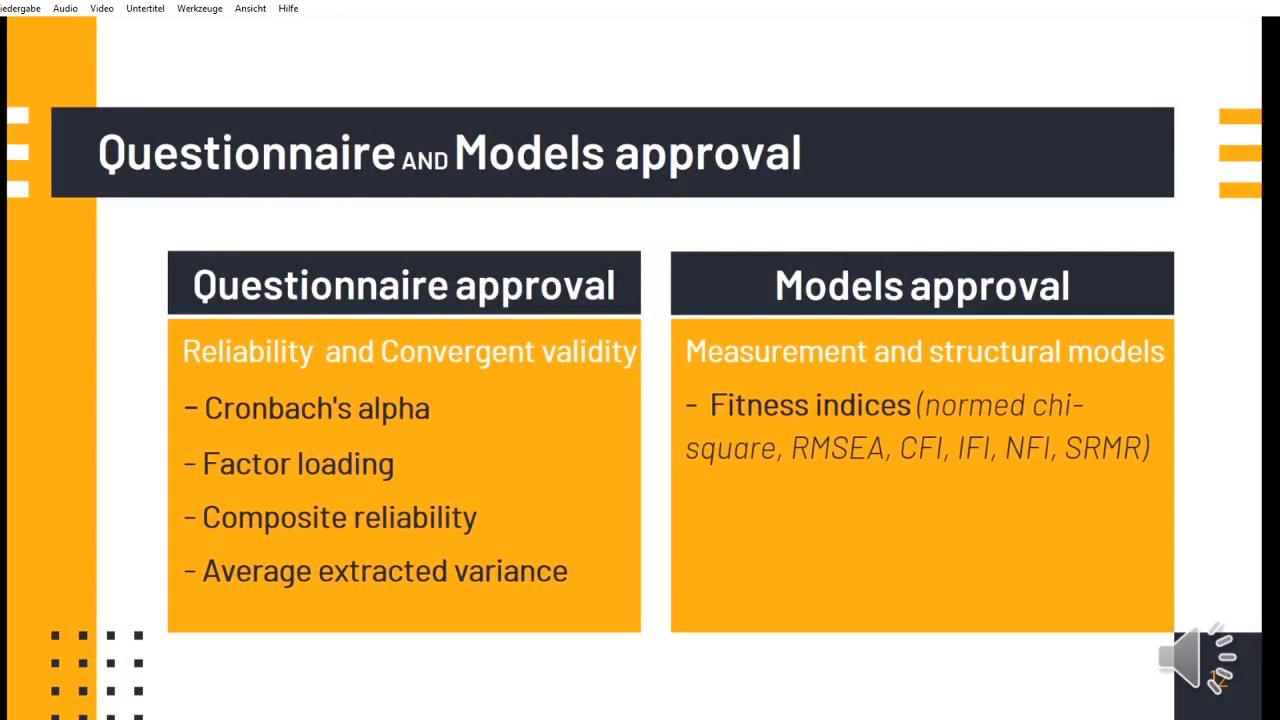 iedergabe Audio Video Untertitel Werkzeuge Ansicht Hilfe
Questionnaire AND Models approval
Questionnaire approval
Reliability and Convergent validity
- Cronbach's alpha
- Factor loading
- Composite reliability
- Average extracted variance
Models approval
Measurement and structural models
- Fitness indices (normed chi-
square, RMSEA, CFI, IFI, NFI, SRMR)
12